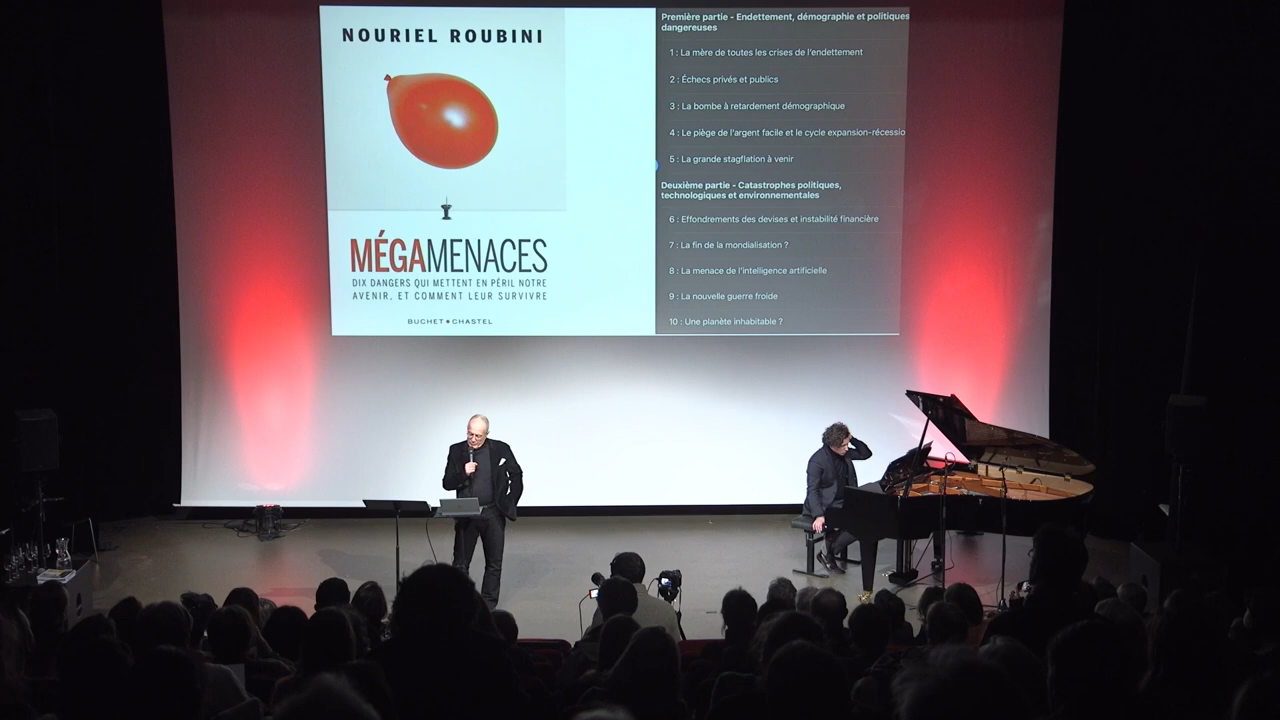 NOURIEL ROUBINI
MÉGAMENACES
DIX DANGERS QUI METTENT EN PÉRIL NOTRE
AVENIR, ET COMMENT LEUR SURVIVRE
BUCHET • CHASTEL
Première partie - Endettement, démographie et politiques
dangereuses
1 : La mère de toutes les crises de l'endettement
2 : Échecs privés et publics
3 : La bombe à retardement démographique
4 : Le piège de l'argent facile et le cycle expansion-récessio
5 : La grande stagflation à venir
Deuxième partie - Catastrophes politiques,
technologiques et environnementales
6 : Effondrements des devises et instabilité financière
7 : La fin de la mondialisation ?
8 : La menace de l'intelligence artificielle
9 : La nouvelle guerre froide
10 : Une planète inhabitable ?